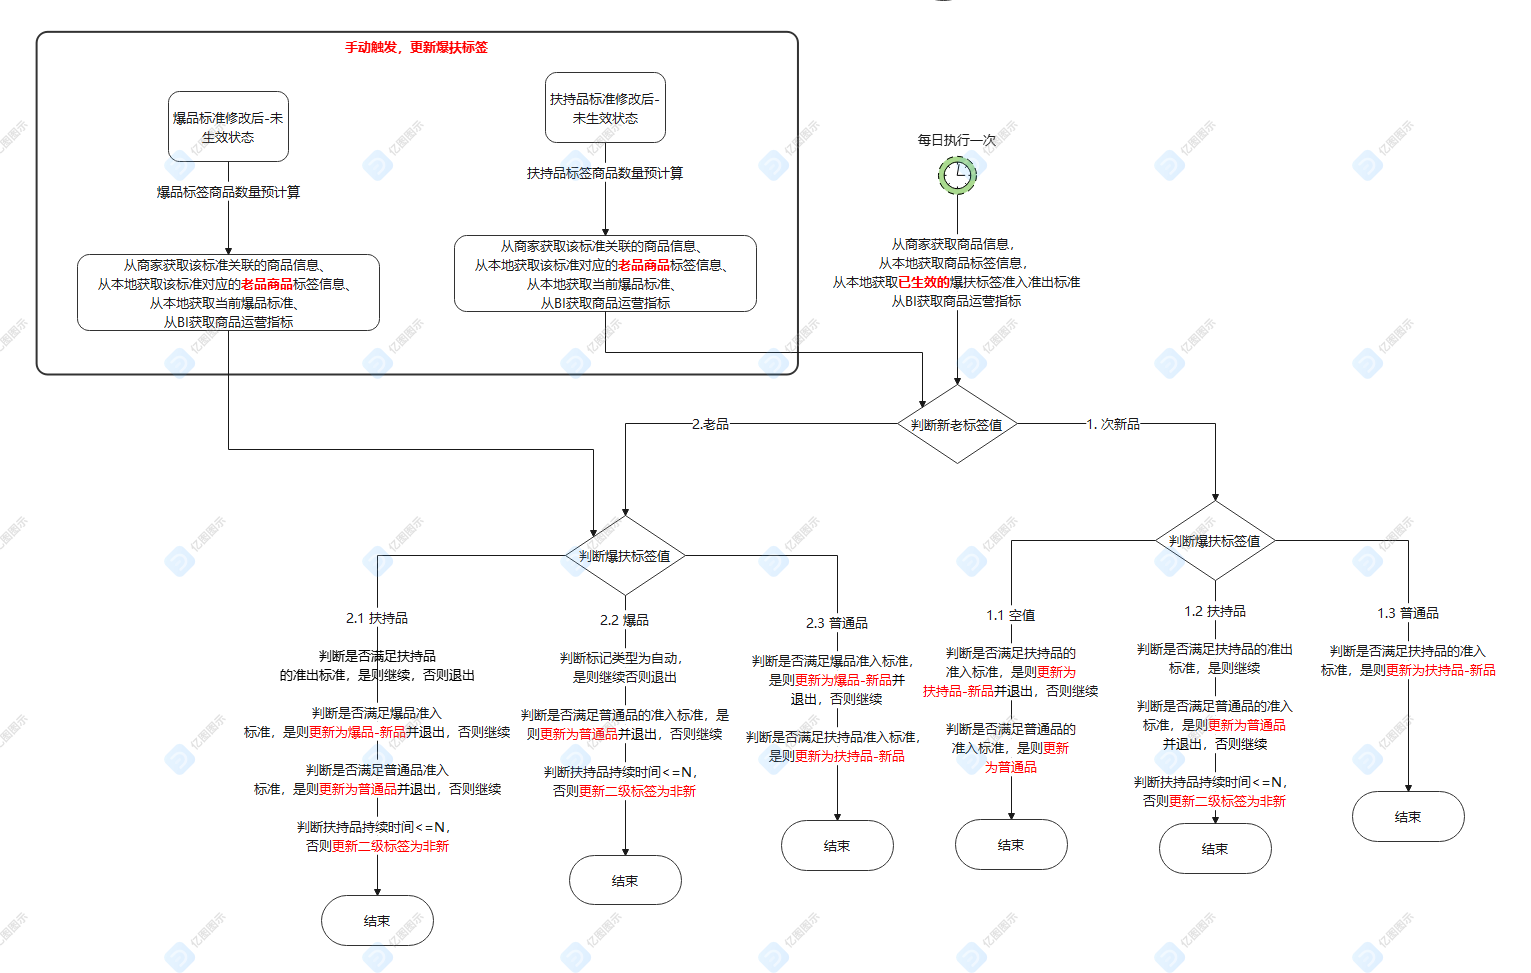 手动触发，更新爆扶标签
爆品标准修改后-未
生效状态
爆品标签商品数量预计算
从商家获取该标准关联的商品信息、
从本地获取该标准对应的老品商品标签信息、
从本地获取当前爆品标准、
从BI获取商品运营指标
扶持品标准修改后-
未生效状态
扶持品标签商品数量预计算
从商家获取该标准关联的商品信息、
从本地获取该标准对应的老品商品标签信息、
从本地获取当前爆品标准、
从BI获取商品运营指标
每日执行一次
从商家获取商品信息，
从本地获取商品标签信息，
从本地获取已生效的爆扶标签准入准出标准
从BI获取商品运营指标
判断新老标签值
2.老品
1. 次新品
判断爆扶标签值
判断爆扶标签值
2.1 扶持品
判断是否满足扶持品
的准出标准，是则继续，否则退出
判断是否满足爆品准入
标准，是则更新为爆品-新品并退出，否则继续
判断是否满足普通品准入
标准，是则更新为普通品并退出，否则继续
判断扶持品持续时间<=N，
否则更新二级标签为非新
结束
2.2 爆品
判断标记类型为自动，
是则继续否则退出
判断是否满足普通品的准入标准，是
则更新为普通品并退出，否则继续
判断扶持品持续时间<=N，
否则更新二级标签为非新
结束
2.3 普通品
判断是否满足爆品准入标准，
是则更新为爆品-新品并
退出，否则继续
判断是否满足扶持品准入标准，
是则更新为扶持品-新品
结束
1.1 空值
判断是否满足扶持品的
准入标准，是则更新为
扶持品-新品并退出，否则继续
判断是否满足普通品的
准入标准，是则更新
为普通品
结束
1.2 扶持品
判断是否满足扶持品的准出
标准，是则继续
判断是否满足普通品的准入
标准，是则更新为普通品
并退出，否则继续
判断扶持品持续时间<=N，
否则更新二级标签为非新
结束
1.3 普通品
判断是否满足扶持品的准入
标准，是则更新为扶持品-新品
结束
亿图图示